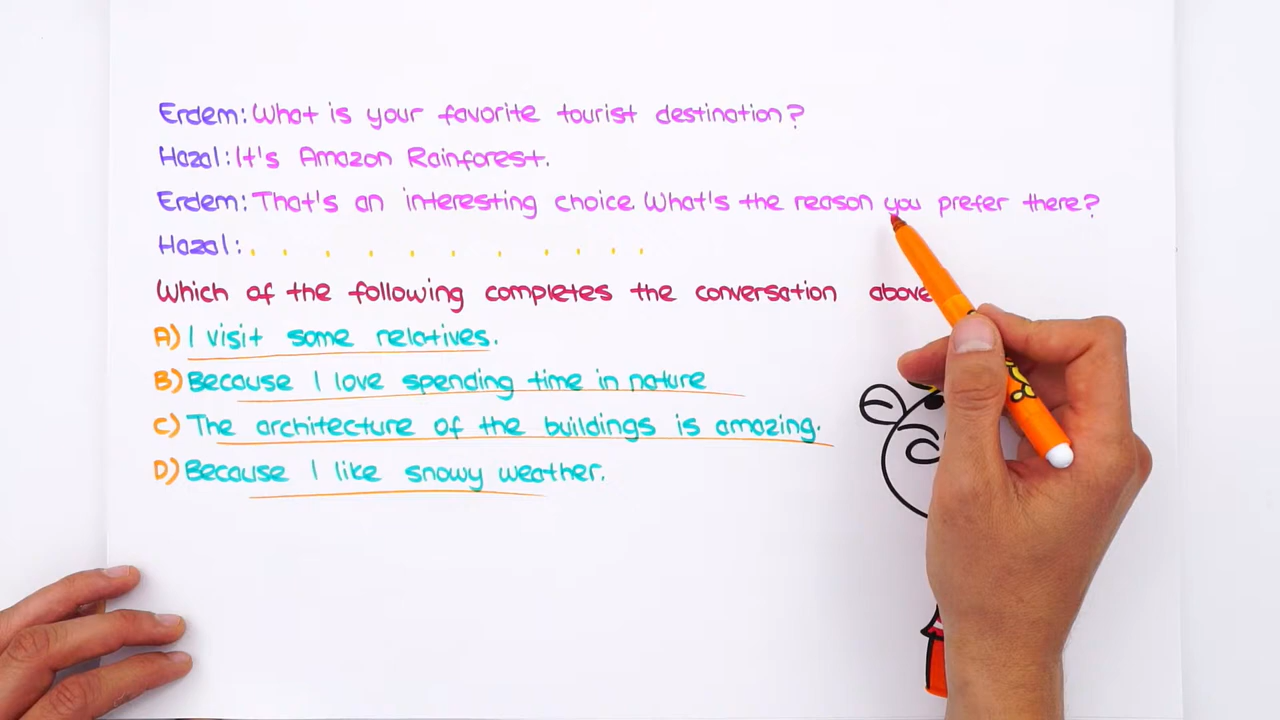 Erdem: What is your favorite tourist destination?
Hazal: It's Amazon Rainforest.
Erdem: That's an interesting choice. What's the reason you prefer there?
Hazal: . . . . . . . . . . .
Which of the following completes the conversation above
A) I visit some relatives.
B) Because I love spending time in nature
C) The architecture of the buildings is amazing.
D) Because I like snowy weather.